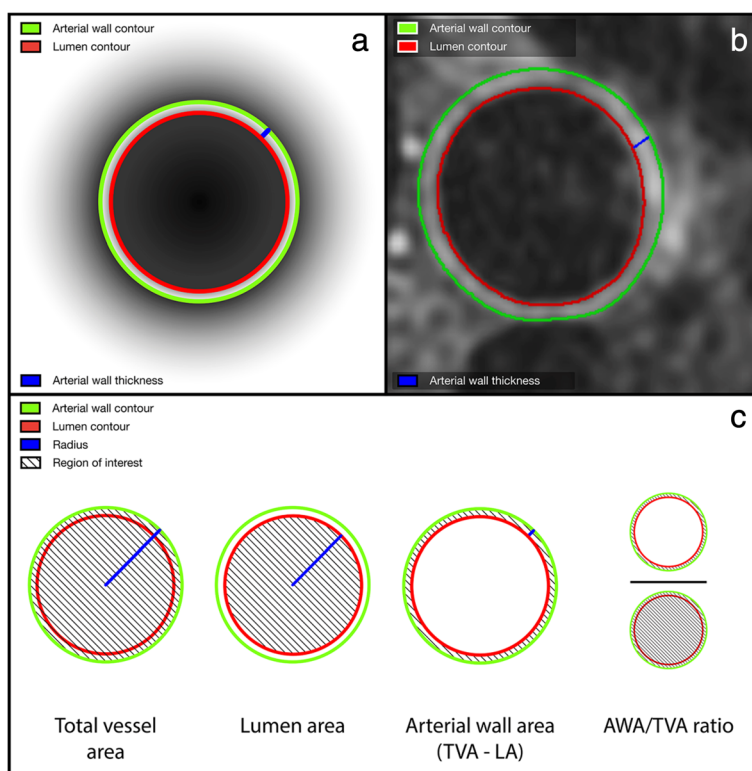 Arterial wall contour
Lumen contour
a
Arterial wall thickness
Arterial wall contour
Lumen contour
b
Arterial wall thickness
Arterial wall contour
Lumen contour
Radius
Region of interest
c
Total vessel
area
Lumen area
Arterial wall area
(TVA - LA)
AWA/TVA ratio